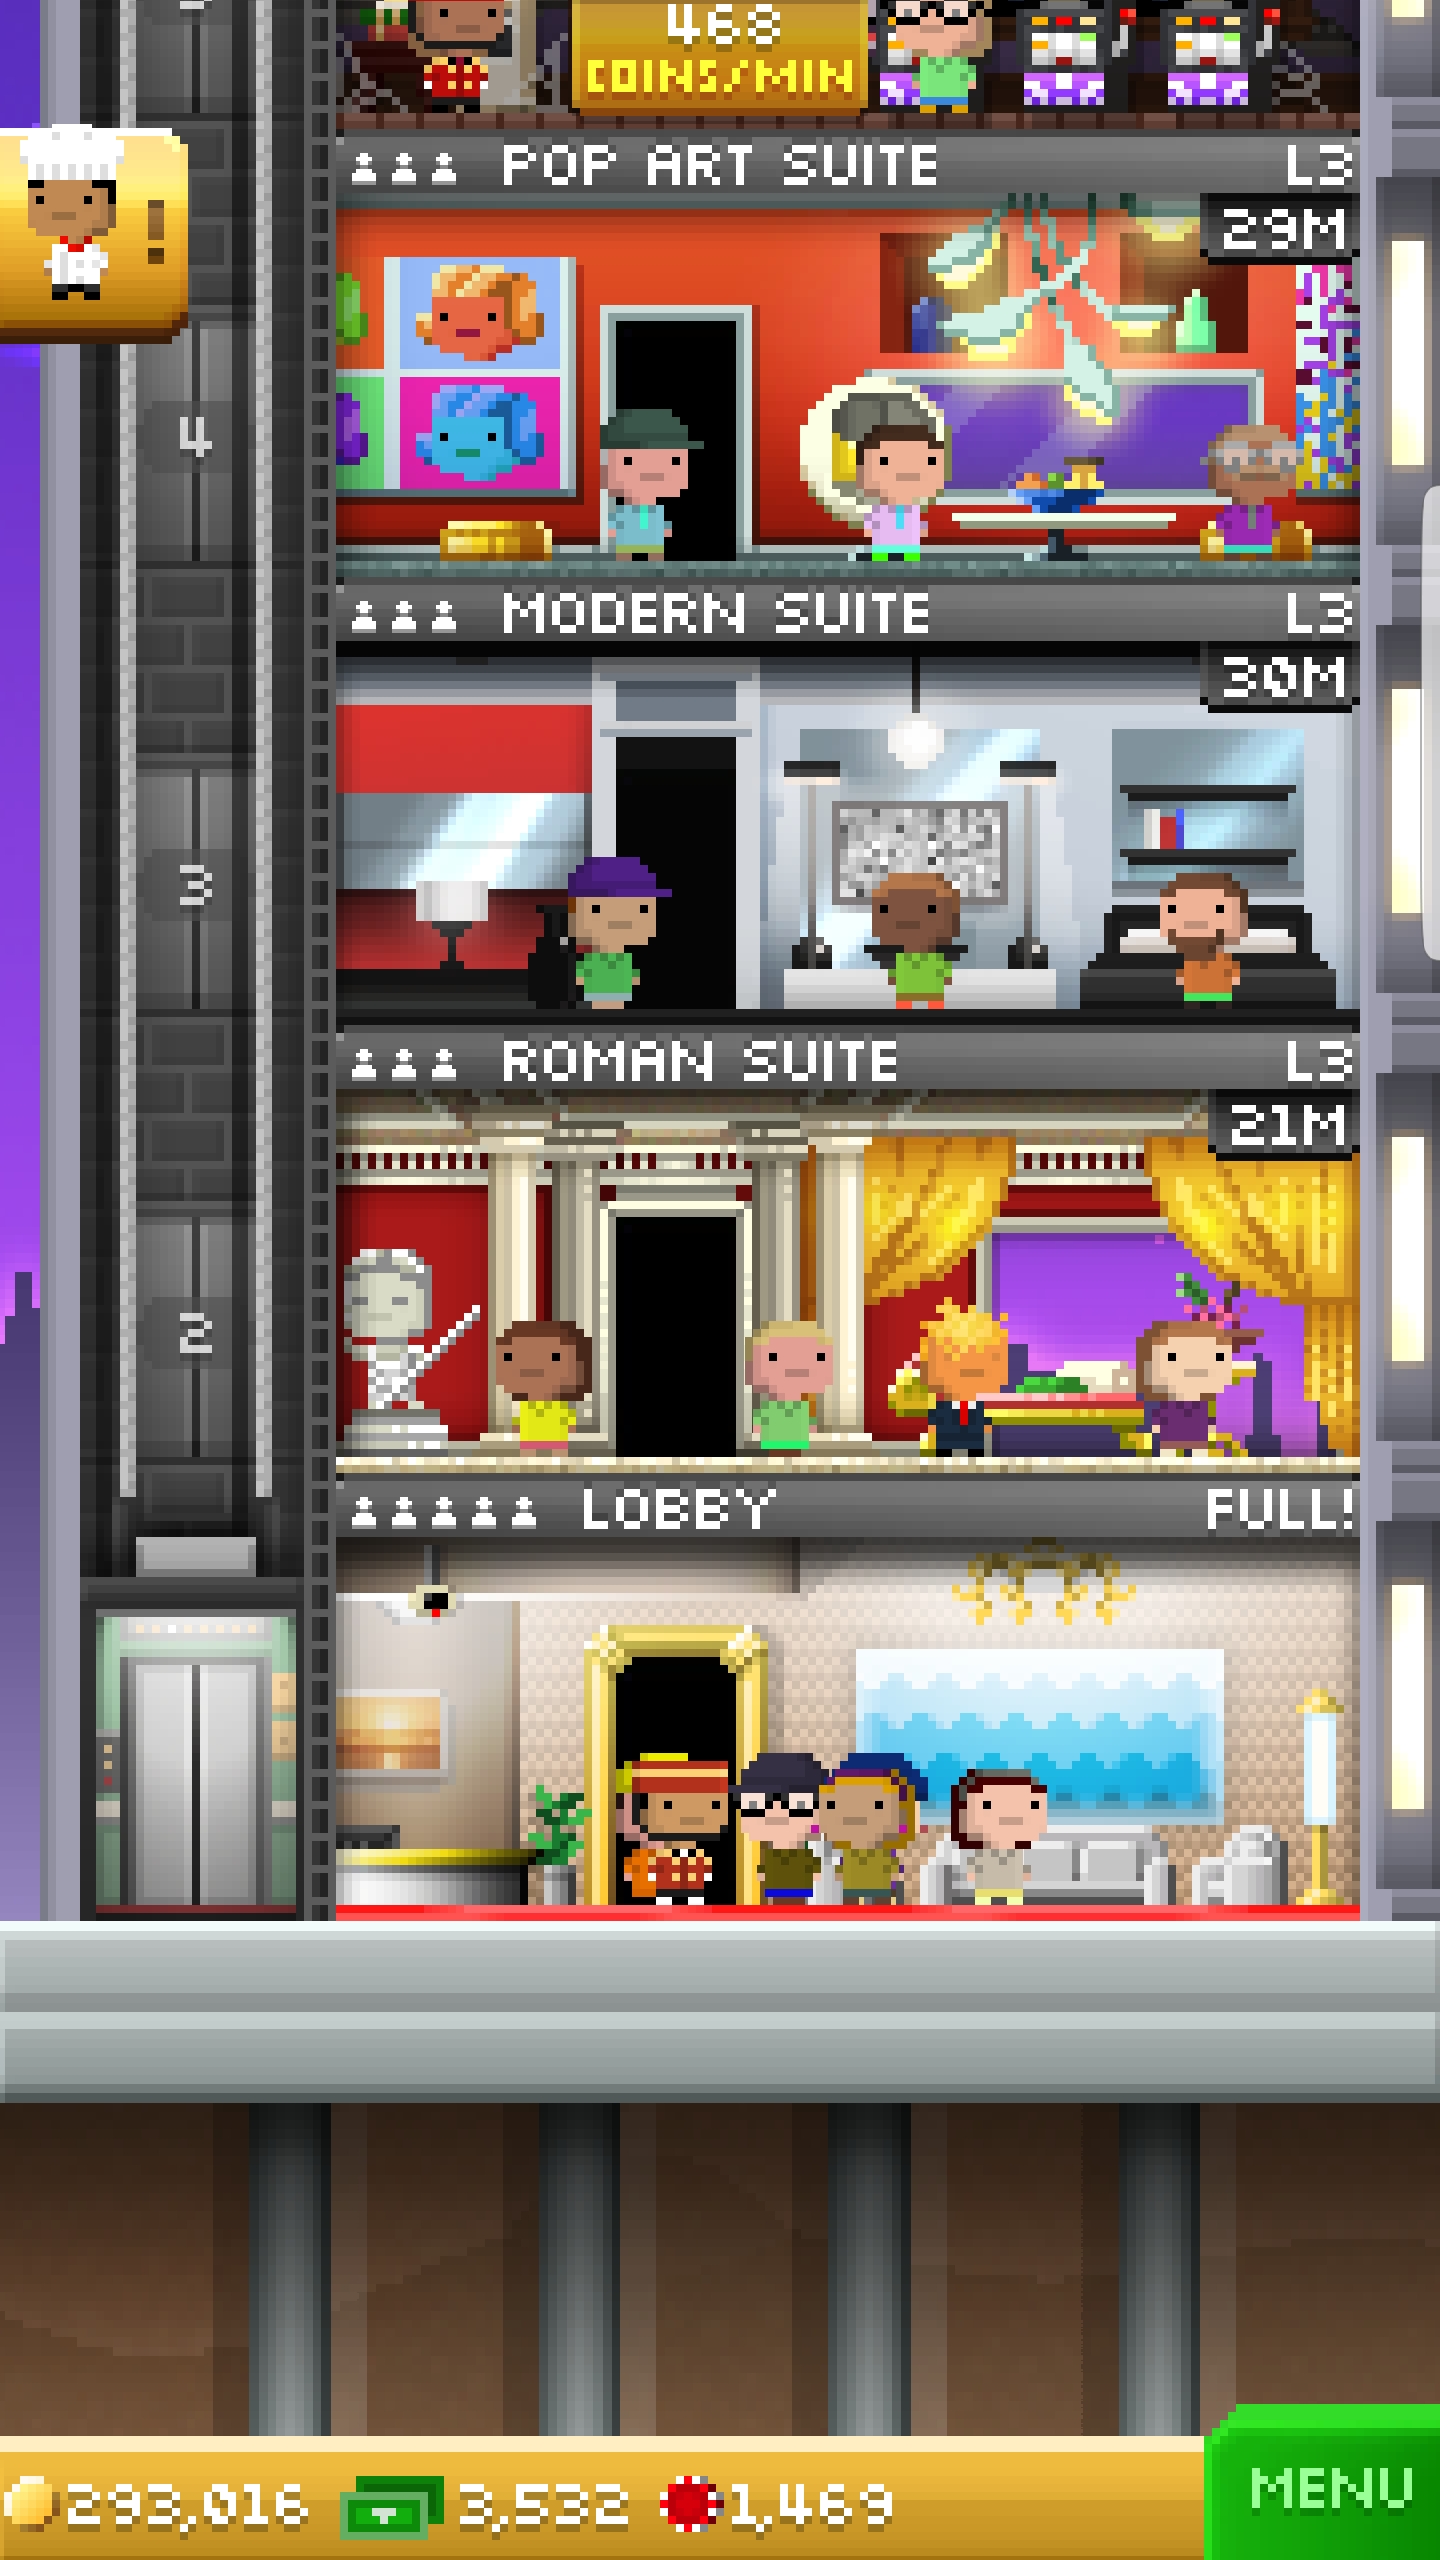 468
COINS/MIN
!
POP ART SUITE L3
29M
4
MODERN SUITE L3
30M
3
ROMAN SUITE L3
21M
2
LOBBY FULL!
293,016 3,532 1,469
MENU